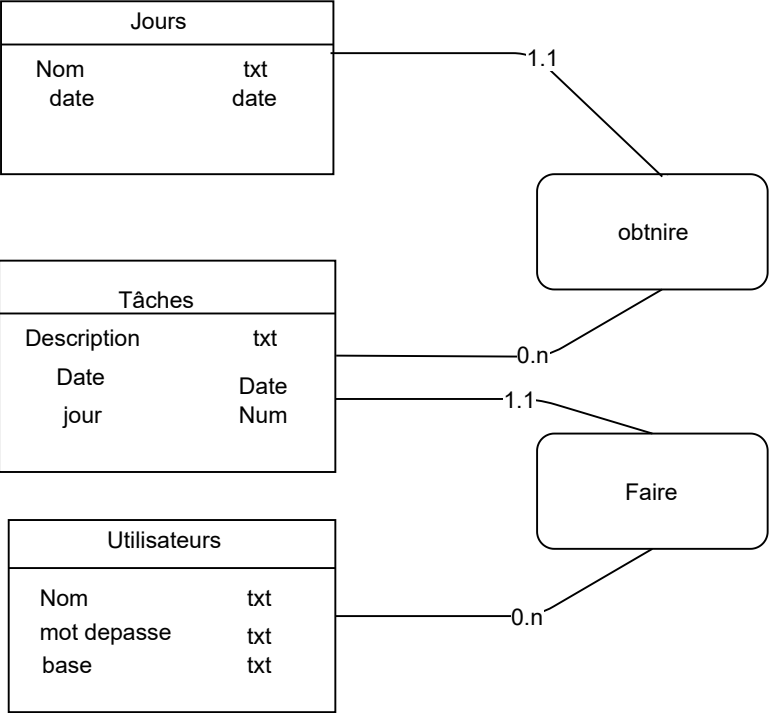 Jours
Nom txt
date date
1.1
obtnire
Tâches
Description txt
Date Date
jour Num
0.n
1.1
Faire
Utilisateurs
Nom txt
mot depasse txt
base txt
0.n